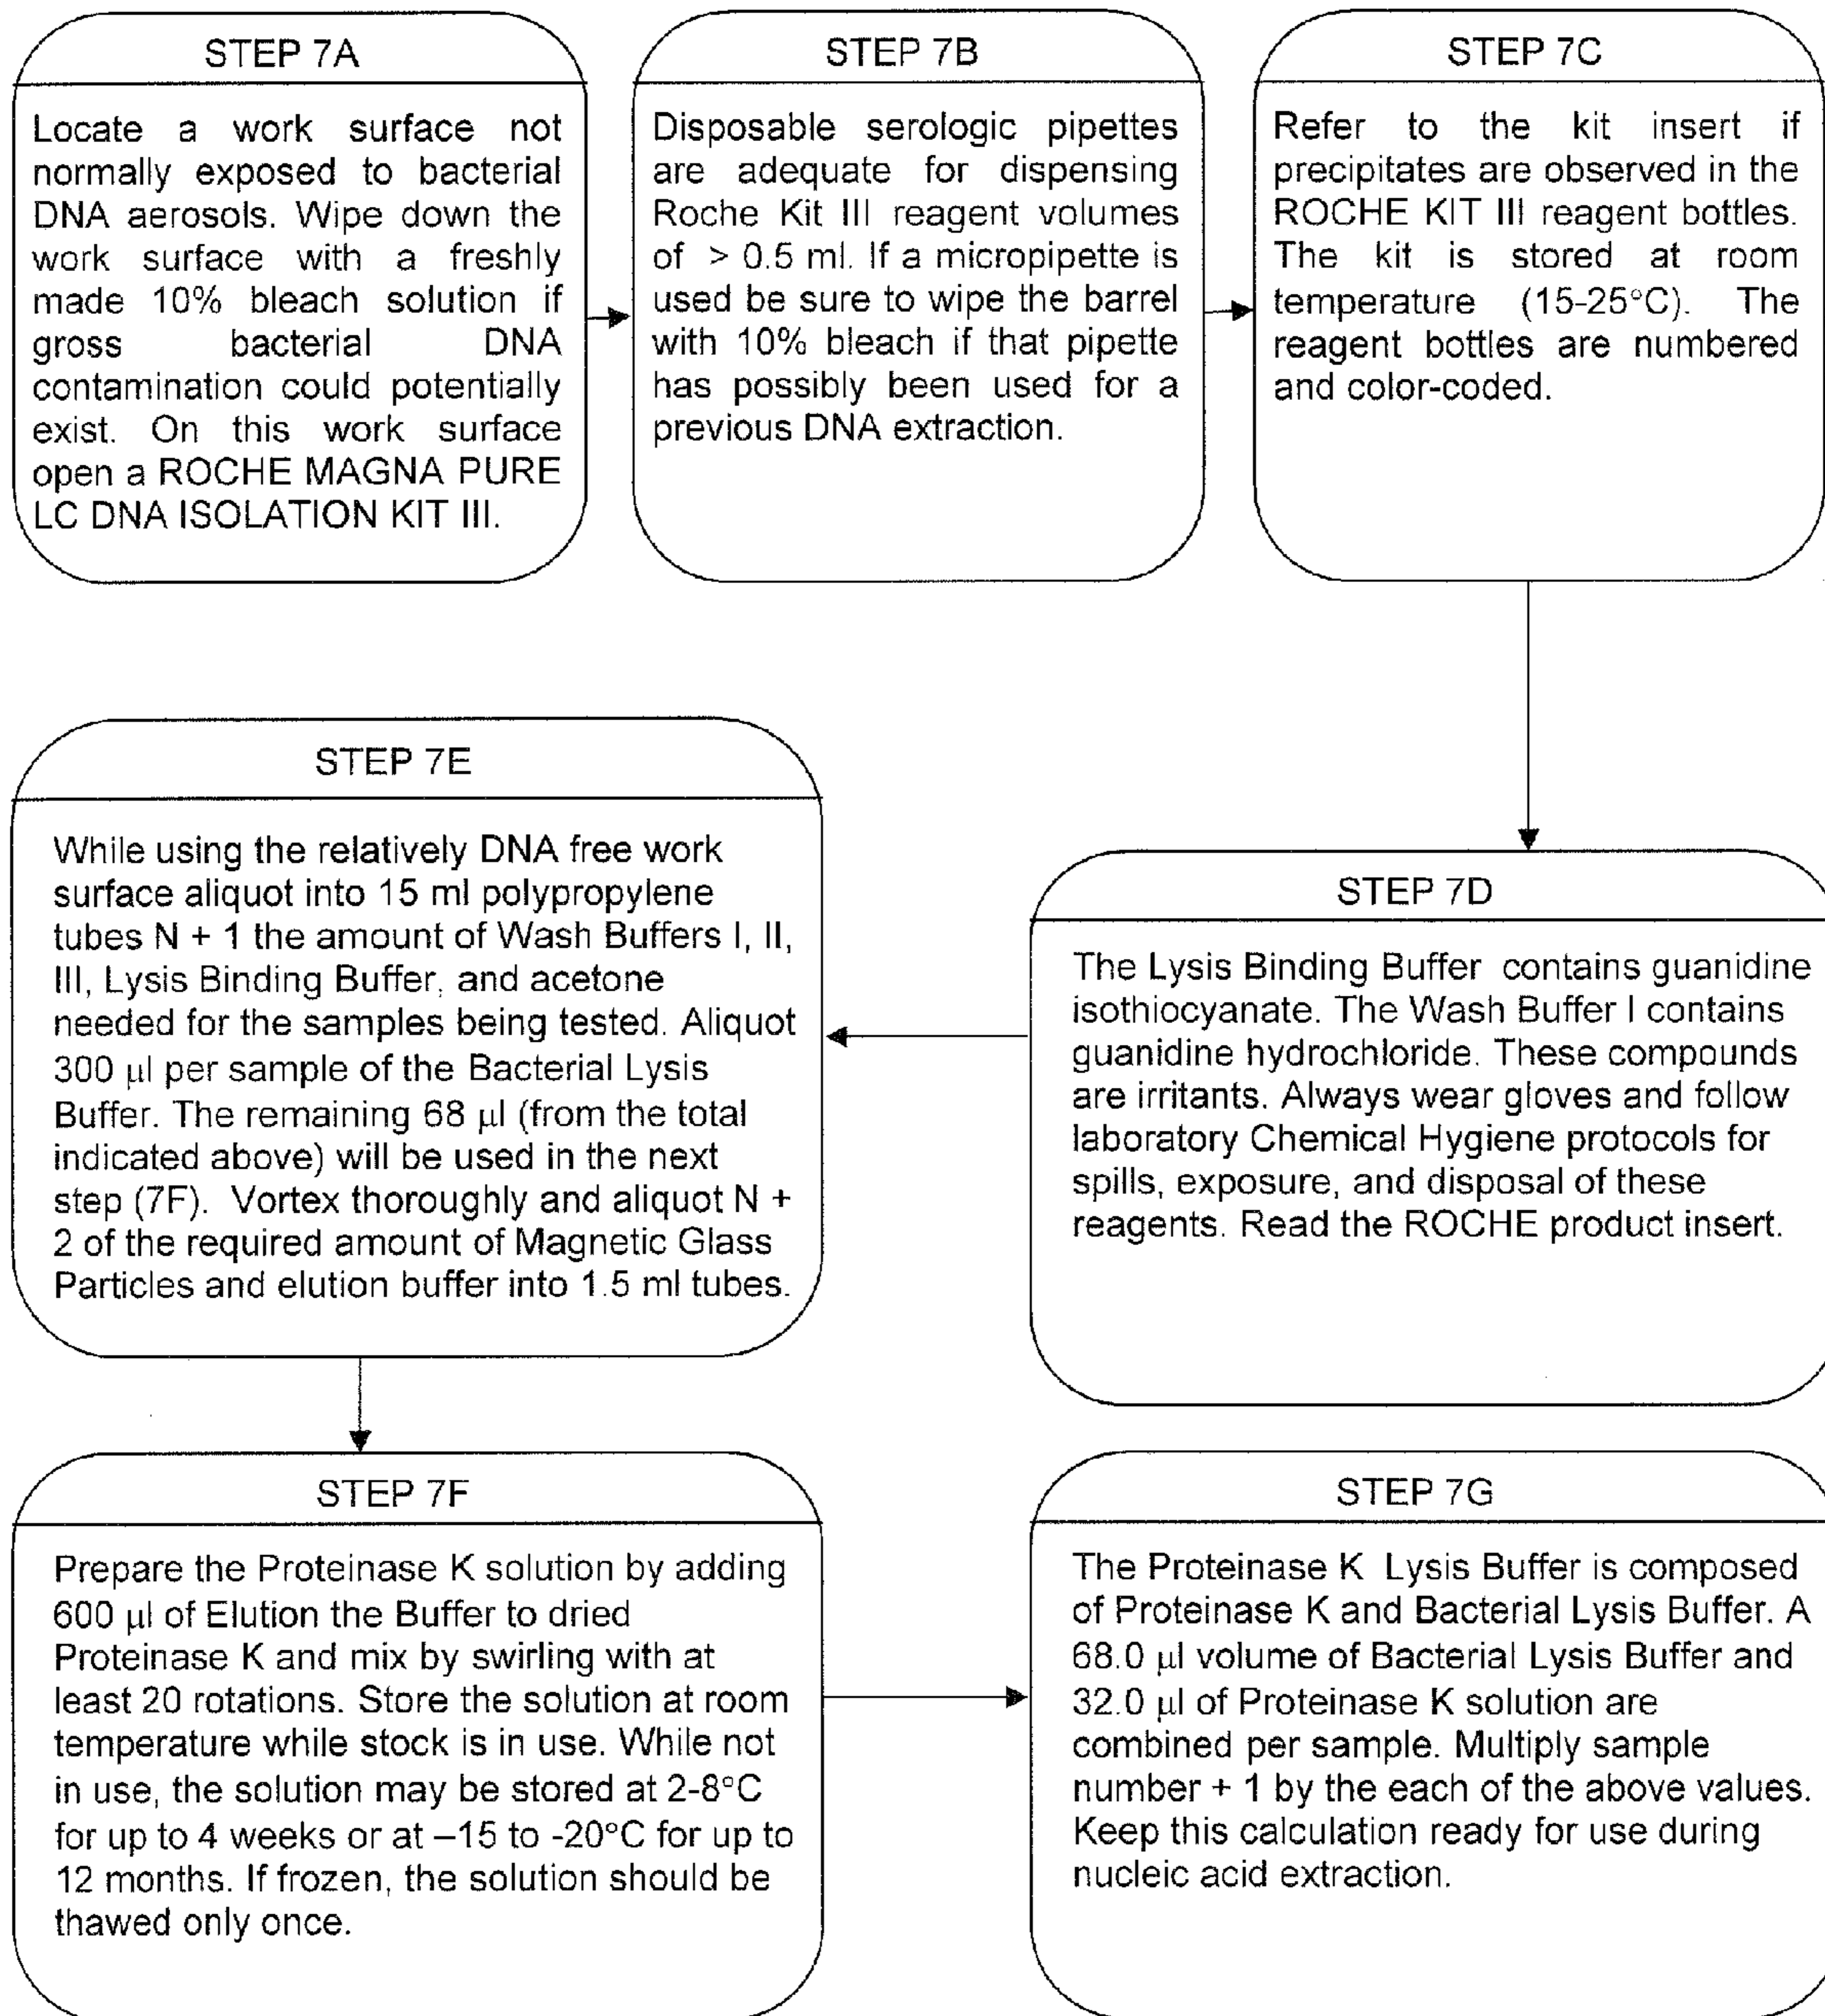 STEP 7A
Locate a work surface not
normally exposed to bacterial
DNA aerosols. Wipe down the
work surface with a freshly
made 10% bleach solution if
gross bacterial DNA
contamination could potentially
exist. On this work surface
open a ROCHE MAGNA PURE
LC DNA ISOLATION KIT III.
STEP 7B
Disposable serologic pipettes
are adequate for dispensing
Roche Kit III reagent volumes
of > 0.5 ml. If a micropipette is
used be sure to wipe the barrel
with 10% bleach if that pipette
has possibly been used for a
previous DNA extraction.
STEP 7C
Refer to the kit insert if
precipitates are observed in the
ROCHE KIT III reagent bottles.
The kit is stored at room
temperature (15-25°C). The
reagent bottles are numbered
and color-coded.
STEP 7D
The Lysis Binding Buffer contains guanidine
isothiocyanate. The Wash Buffer I contains
guanidine hydrochloride. These compounds
are irritants. Always wear gloves and follow
laboratory Chemical Hygiene protocols for
spills, exposure, and disposal of these
reagents. Read the ROCHE product insert.
STEP 7E
While using the relatively DNA free work
surface aliquot into 15 ml polypropylene
tubes N + 1 the amount of Wash Buffers I, II,
III, Lysis Binding Buffer, and acetone
needed for the samples being tested. Aliquot
300 µl per sample of the Bacterial Lysis
Buffer. The remaining 68 µl (from the total
indicated above) will be used in the next
step (7F). Vortex thoroughly and aliquot N +
2 of the required amount of Magnetic Glass
Particles and elution buffer into 1.5 ml tubes.
STEP 7F
Prepare the Proteinase K solution by adding
600 µl of Elution the Buffer to dried
Proteinase K and mix by swirling with at
least 20 rotations. Store the solution at room
temperature while stock is in use. While not
in use, the solution may be stored at 2-8°C
for up to 4 weeks or at –15 to -20°C for up to
12 months. If frozen, the solution should be
thawed only once.
STEP 7G
The Proteinase K Lysis Buffer is composed
of Proteinase K and Bacterial Lysis Buffer. A
68.0 µl volume of Bacterial Lysis Buffer and
32.0 µl of Proteinase K solution are
combined per sample. Multiply sample
number + 1 by the each of the above values.
Keep this calculation ready for use during
nucleic acid extraction.